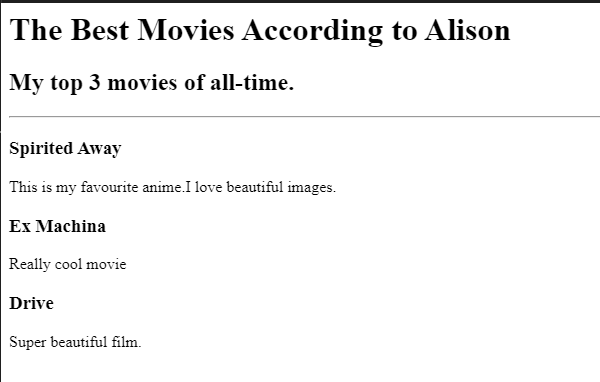 The Best Movies According to Alison
My top 3 movies of all-time.
Spirited Away
This is my favourite anime.I love beautiful images.
Ex Machina
Really cool movie
Drive
Super beautiful film.